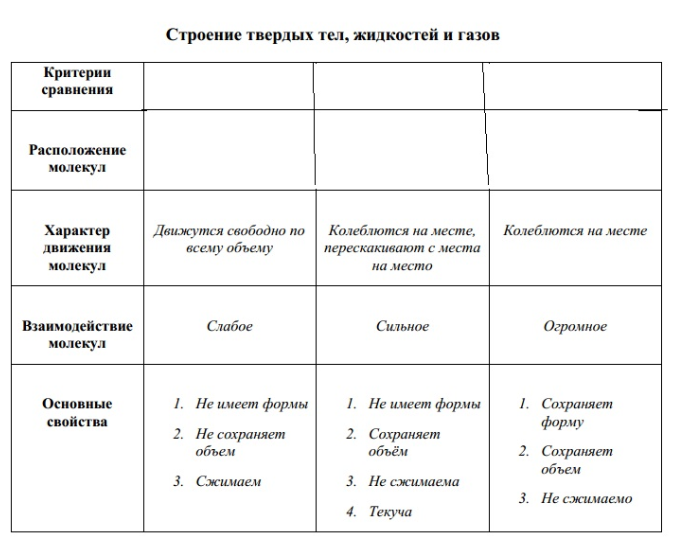 Строение твердых тел, жидкостей и газов
Критерии
сравнения
Расположение
молекул
Характер
движения
молекул
Движутся свободно по
всему объему
Колеблются на месте,
перескакивают с места
на место
Колеблются на месте
Взаимодействие
молекул
Слабое
Сильное
Огромное
Основные
свойства
1. Не имеет формы
2. Не сохраняет
объем
3. Сжимаем
1. Не имеет формы
2. Сохраняет
объём
3. Не сжимаема
4. Текуча
1. Сохраняет
форму
2. Сохраняет
объем
3. Не сжимаемо